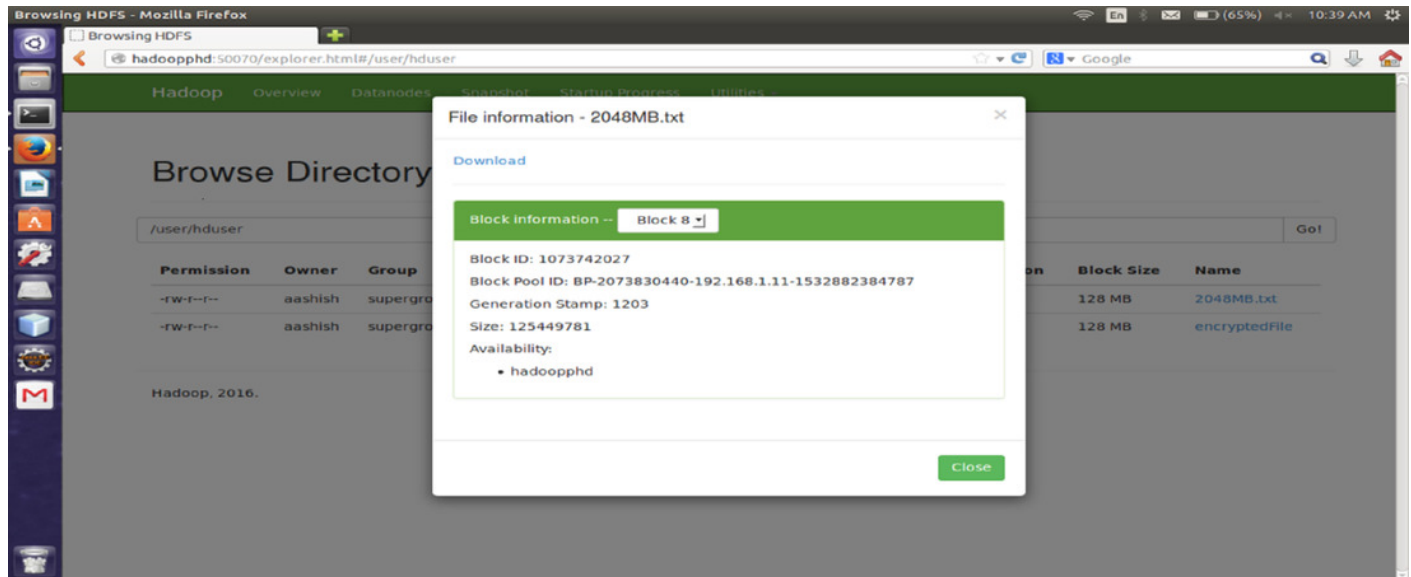 Browsing HDFS - Mozilla Firefox
En (65%) 10:39 AM
Browsing HDFS
hadoopphd:50070/explorer.html#/user/hduser
Google
Hadoop Overview Datanodes Snapshot Startup Progress Utilities
File information - 2048MB.txt ×
Download
Browse Directory
Block information -- Block 8
/user/hduser Go!
Block ID: 1073742027
Block Pool ID: BP-2073830440-192.168.1.11-1532882384787
Generation Stamp: 1203
Size: 125449781
Availability:
• hadoopphd
Permission Owner Group on Block Size Name
-rw-r--r-- aashish supergro 128 MB 2048MB.txt
-rw-r--r-- aashish supergro 128 MB encryptedFile
Hadoop, 2016.
Close